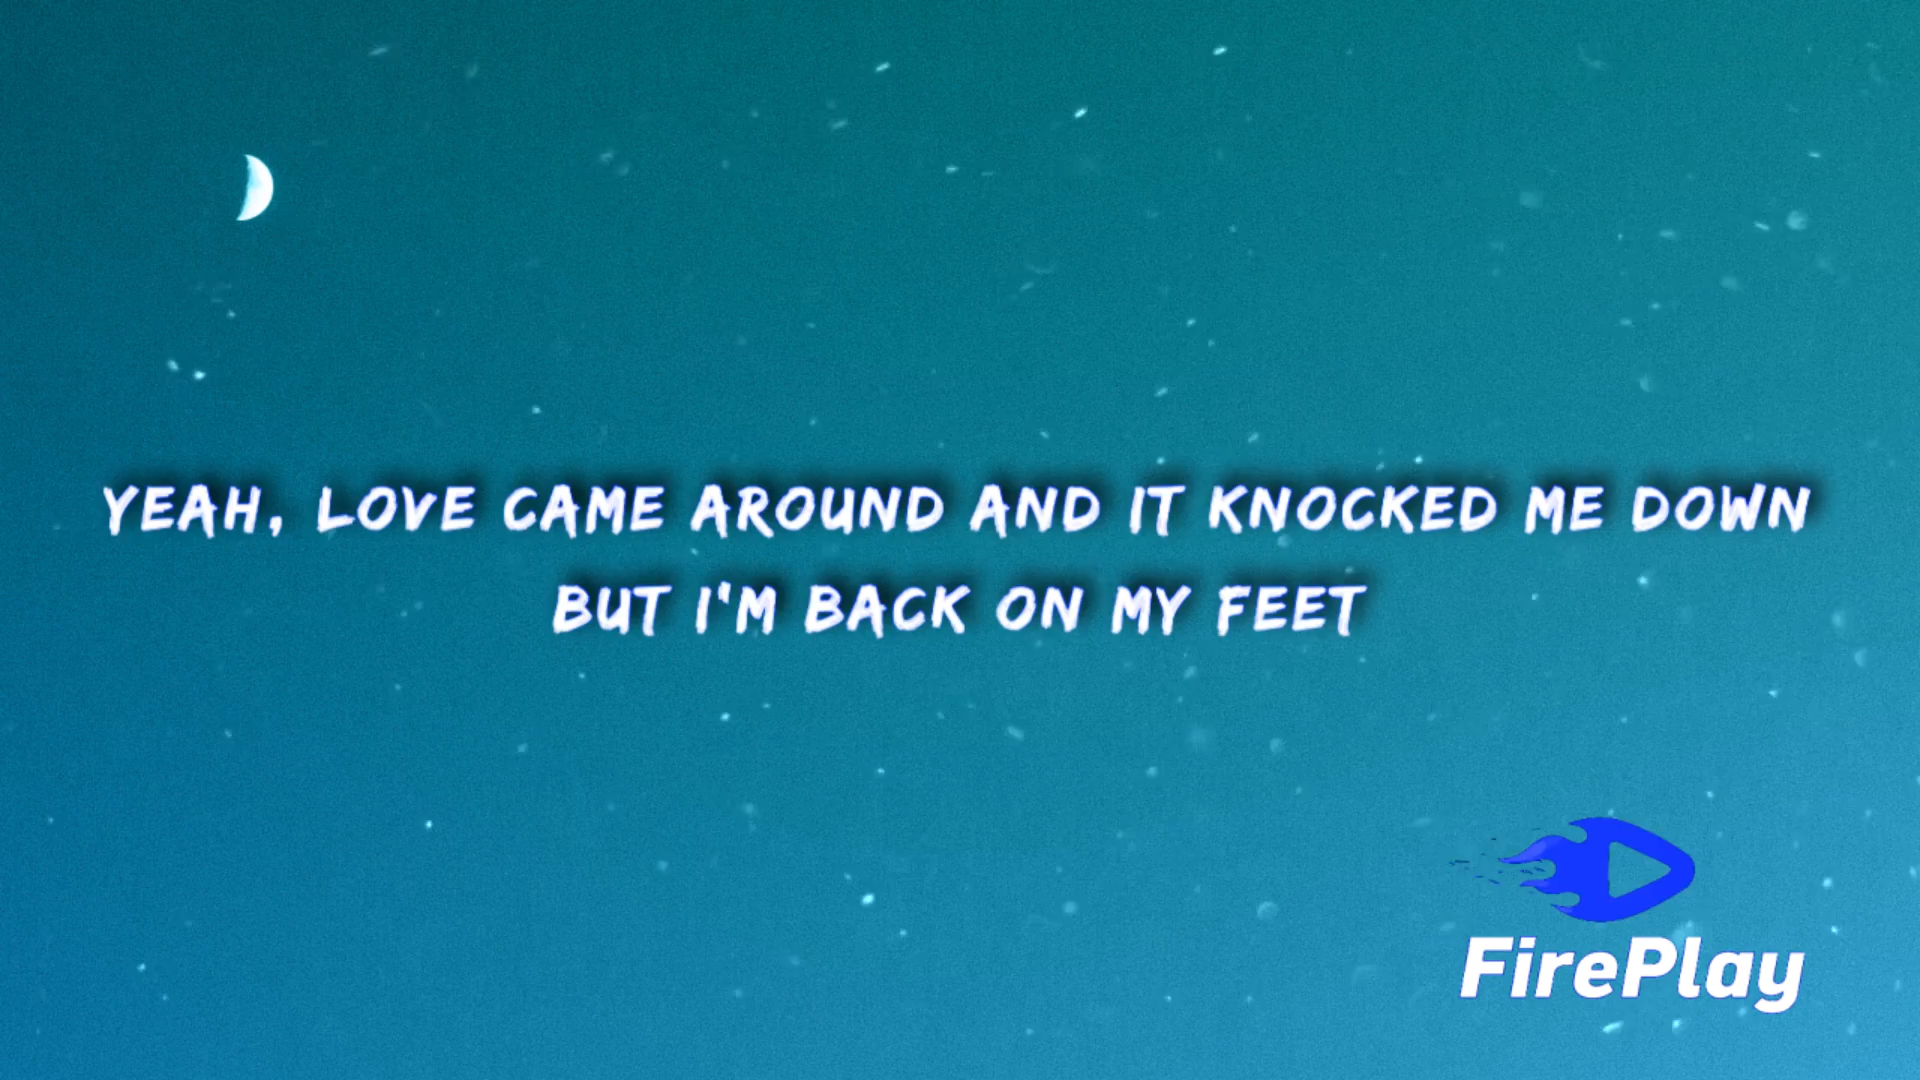 YEAH, LOVE CAME AROUND AND IT KNOCKED ME DOWN
BUT I'M BACK ON MY FEET
FirePlay